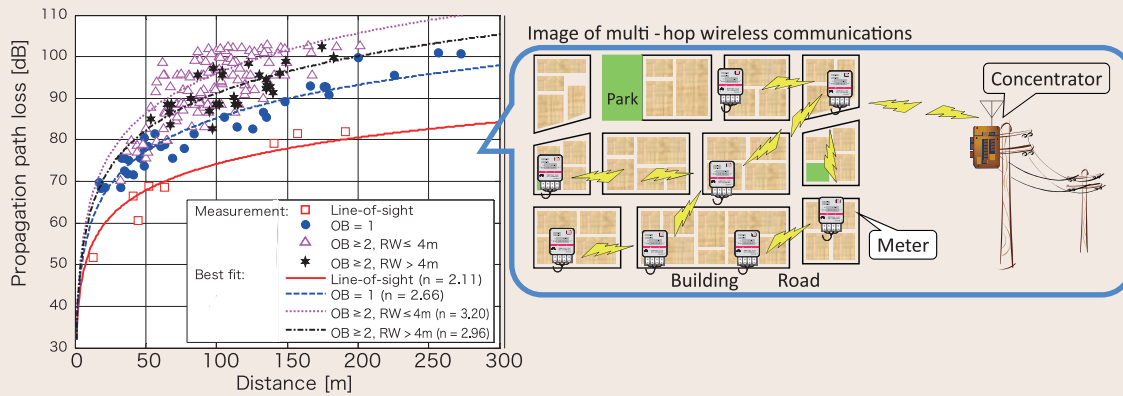 Propagation path loss [dB]
110
100
90
80
70
60
50
40
30
0
50
100
150
200
250
300
Distance [m]
Measurement:
Line-of-sight
OB = 1
OB ≥ 2, RW ≤ 4m
OB ≥ 2, RW > 4m
Best fit:
Line-of-sight (n = 2.11)
OB = 1 (n = 2.66)
OB ≥ 2, RW ≤ 4m (n = 3.20)
OB ≥ 2, RW > 4m (n = 2.96)
Image of multi -hop wireless communications
Park
Concentrator
Meter
Building
Road